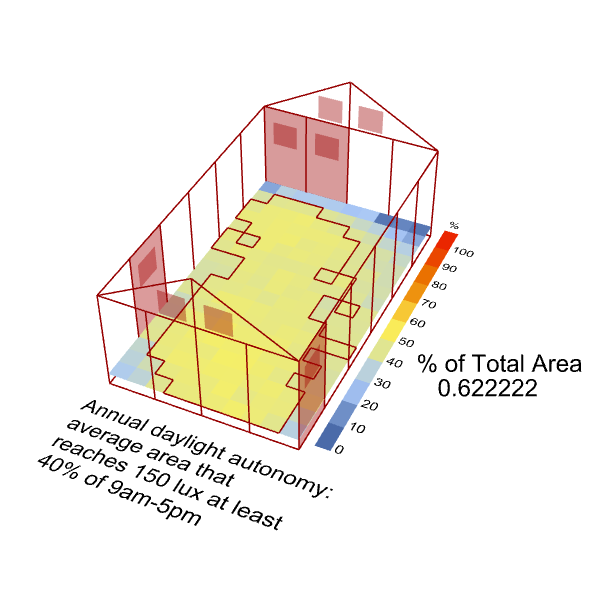 %
100
90
80
70
60
50
40
30
20
10
0
% of Total Area
0.622222
Annual daylight autonomy:
average area that
reaches 150 lux at least
40% of 9am-5pm